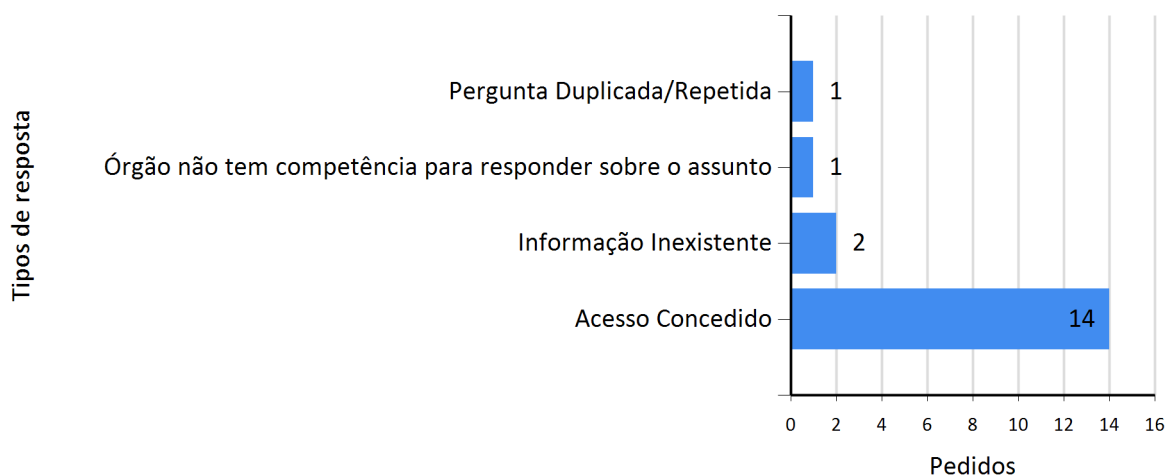 Tipos de resposta
Pergunta Duplicada/Repetida 1
Órgão não tem competência para responder sobre o assunto 1
Informação Inexistente 2
Acesso Concedido 14
0 2 4 6 8 10 12 14 16
Pedidos